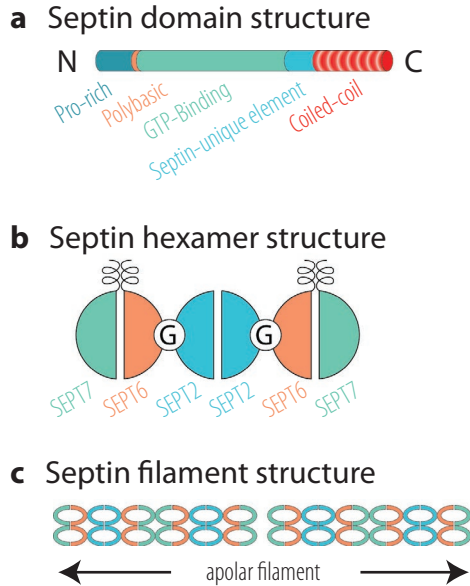 a Septin domain structure
N C
Pro-rich
Polybasic
GTP-Binding
Septin-unique element
Coiled-coil
b Septin hexamer structure
G G
SEPT7 SEPT6 SEPT2 SEPT2 SEPT6 SEPT7
c Septin filament structure
apolar filament